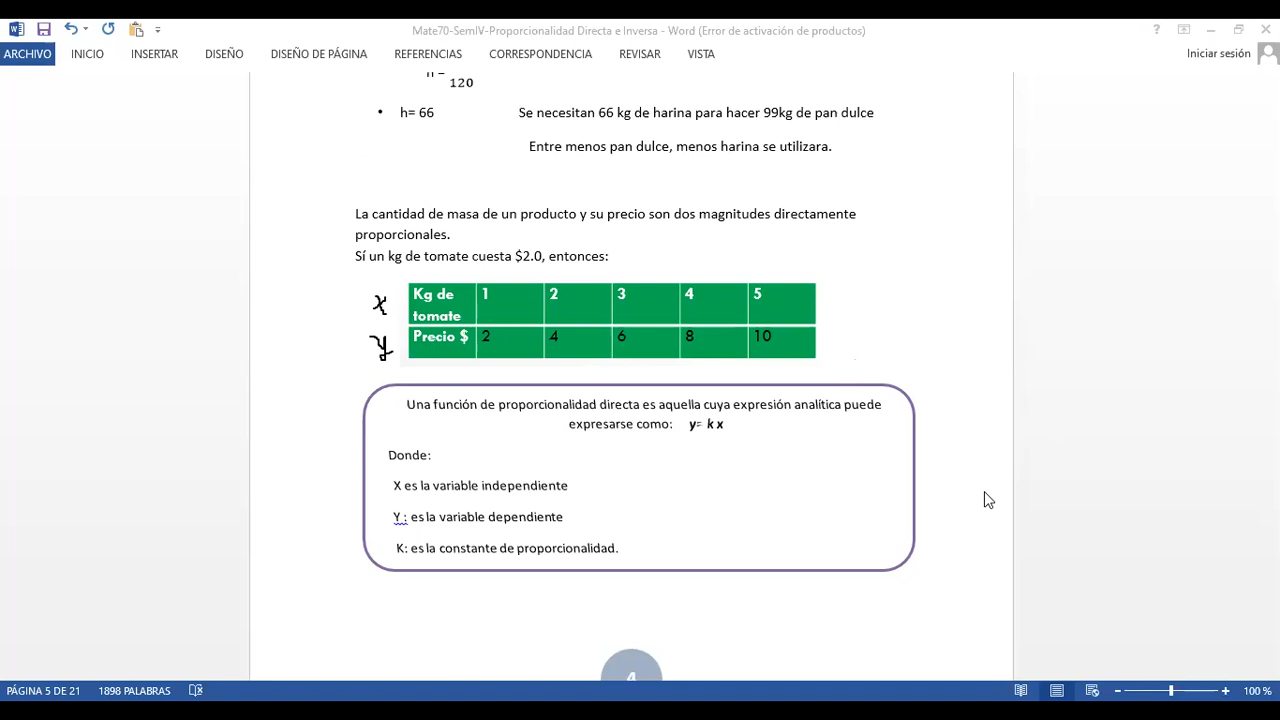 Mate70-SemIV-Proporcionalidad Directa e Inversa - Word (Error de activación de productos)
ARCHIVO INICIO INSERTAR DISEÑO DISEÑO DE PÁGINA REFERENCIAS CORRESPONDENCIA REVISAR VISTA Iniciar sesión
120
• h= 66 Se necesitan 66 kg de harina para hacer 99kg de pan dulce
Entre menos pan dulce, menos harina se utilizara.
La cantidad de masa de un producto y su precio son dos magnitudes directamente
proporcionales.
Sí un kg de tomate cuesta $2.0, entonces:
x Kg de tomate 1 2 3 4 5
y Precio $ 2 4 6 8 10
Una función de proporcionalidad directa es aquella cuya expresión analítica puede
expresarse como: y= k x
Donde:
X es la variable independiente
Y : es la variable dependiente
K: es la constante de proporcionalidad.
4
PÁGINA 5 DE 21 1898 PALABRAS 100 %